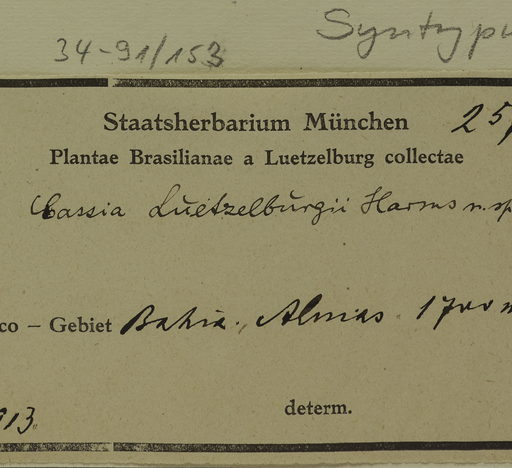 Syntypu
34-91/153
Staatsherbarium München 25
Plantae Brasilianae a Luetzelburg collectae
Cassia Luetzelburgii Harms n. sp
co – Gebiet Bahia, Almas 1700 m
913
determ.